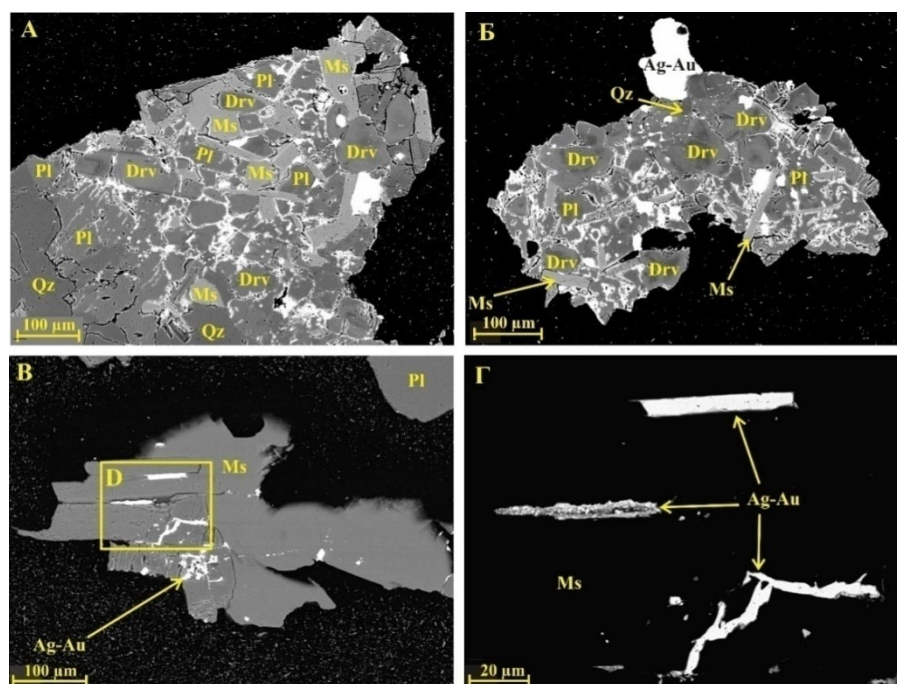 А
Ms
Pl
Drv
Ms
Pl
Drv
Pl
Drv
Ms
Pl
Pl
Drv
Qz
Ms
Qz
100 µm
Б
Ag-Au
Qz
Drv
Drv
Drv
Pl
Pl
Drv
Drv
Ms
Ms
100 µm
В
Pl
Ms
D
Ag-Au
100 µm
Г
Ag-Au
Ms
20 µm